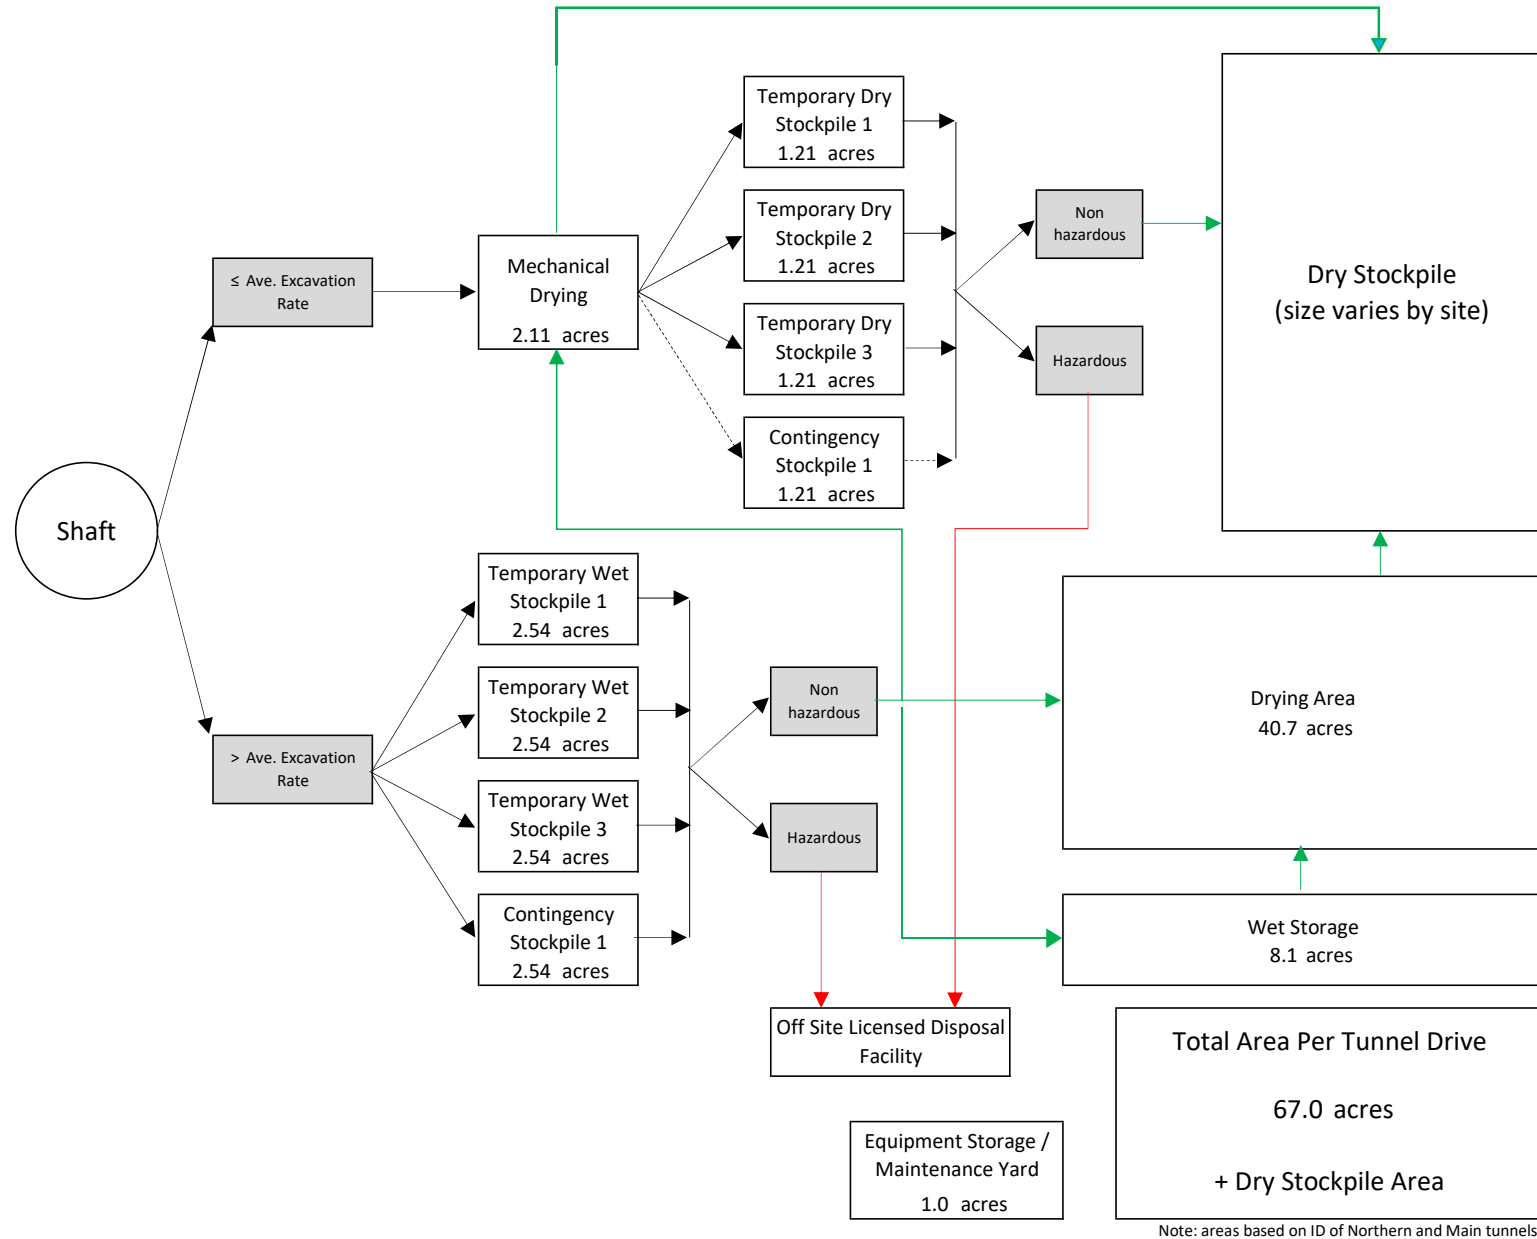 Temporary Dry
Stockpile 1
1.21 acres
Temporary Dry
Stockpile 2
1.21 acres
Non
hazardous
Dry Stockpile
(size varies by site)
≤ Ave. Excavation
Rate
Mechanical
Drying
2.11 acres
Temporary Dry
Stockpile 3
1.21 acres
Hazardous
Contingency
Stockpile 1
1.21 acres
Shaft
Temporary Wet
Stockpile 1
2.54 acres
Temporary Wet
Stockpile 2
2.54 acres
Non
hazardous
Drying Area
40.7 acres
> Ave. Excavation
Rate
Temporary Wet
Stockpile 3
2.54 acres
Hazardous
Contingency
Stockpile 1
2.54 acres
Wet Storage
8.1 acres
Off Site Licensed Disposal
Facility
Total Area Per Tunnel Drive
67.0 acres
+ Dry Stockpile Area
Equipment Storage /
Maintenance Yard
1.0 acres
Note: areas based on ID of Northern and Main tunnels